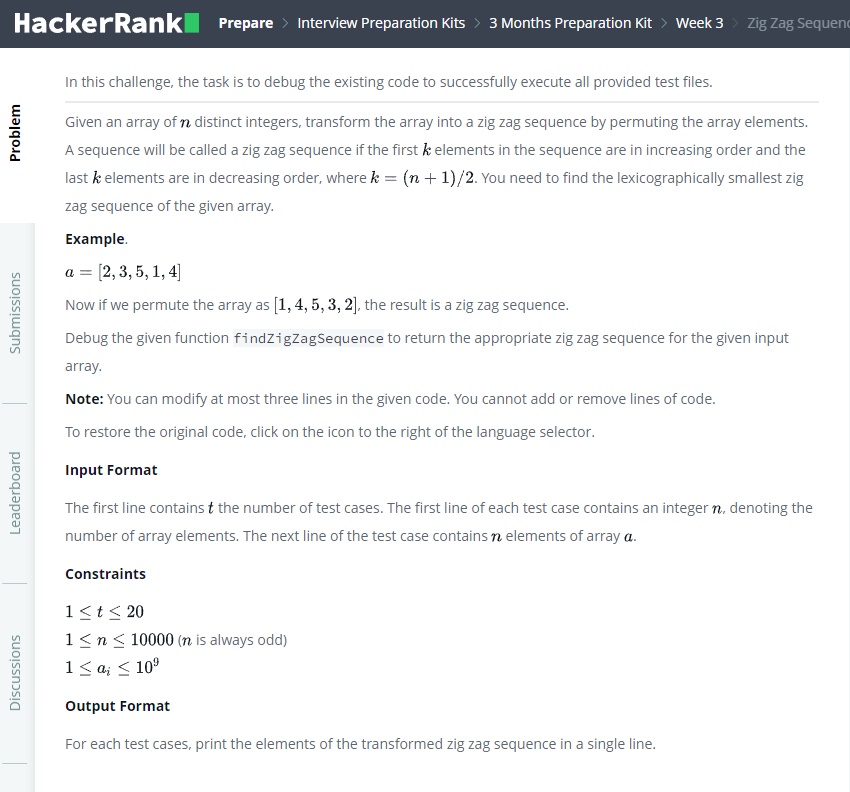 HackerRank Prepare > Interview Preparation Kits > 3 Months Preparation Kit > Week 3 > Zig Zag Sequenc
Problem
Submissions
Leaderboard
Discussions
In this challenge, the task is to debug the existing code to successfully execute all provided test files.
Given an array of n distinct integers, transform the array into a zig zag sequence by permuting the array elements.
A sequence will be called a zig zag sequence if the first k elements in the sequence are in increasing order and the
last k elements are in decreasing order, where k = (n + 1)/2. You need to find the lexicographically smallest zig
zag sequence of the given array.
Example.
a = [2, 3, 5, 1, 4]
Now if we permute the array as [1, 4, 5, 3, 2], the result is a zig zag sequence.
Debug the given function findZigZagSequence to return the appropriate zig zag sequence for the given input
array.
Note: You can modify at most three lines in the given code. You cannot add or remove lines of code.
To restore the original code, click on the icon to the right of the language selector.
Input Format
The first line contains t the number of test cases. The first line of each test case contains an integer n, denoting the
number of array elements. The next line of the test case contains n elements of array a.
Constraints
1 ≤ t ≤ 20
1 ≤ n ≤ 10000 (n is always odd)
1 ≤ aᵢ ≤ 10⁹
Output Format
For each test cases, print the elements of the transformed zig zag sequence in a single line.